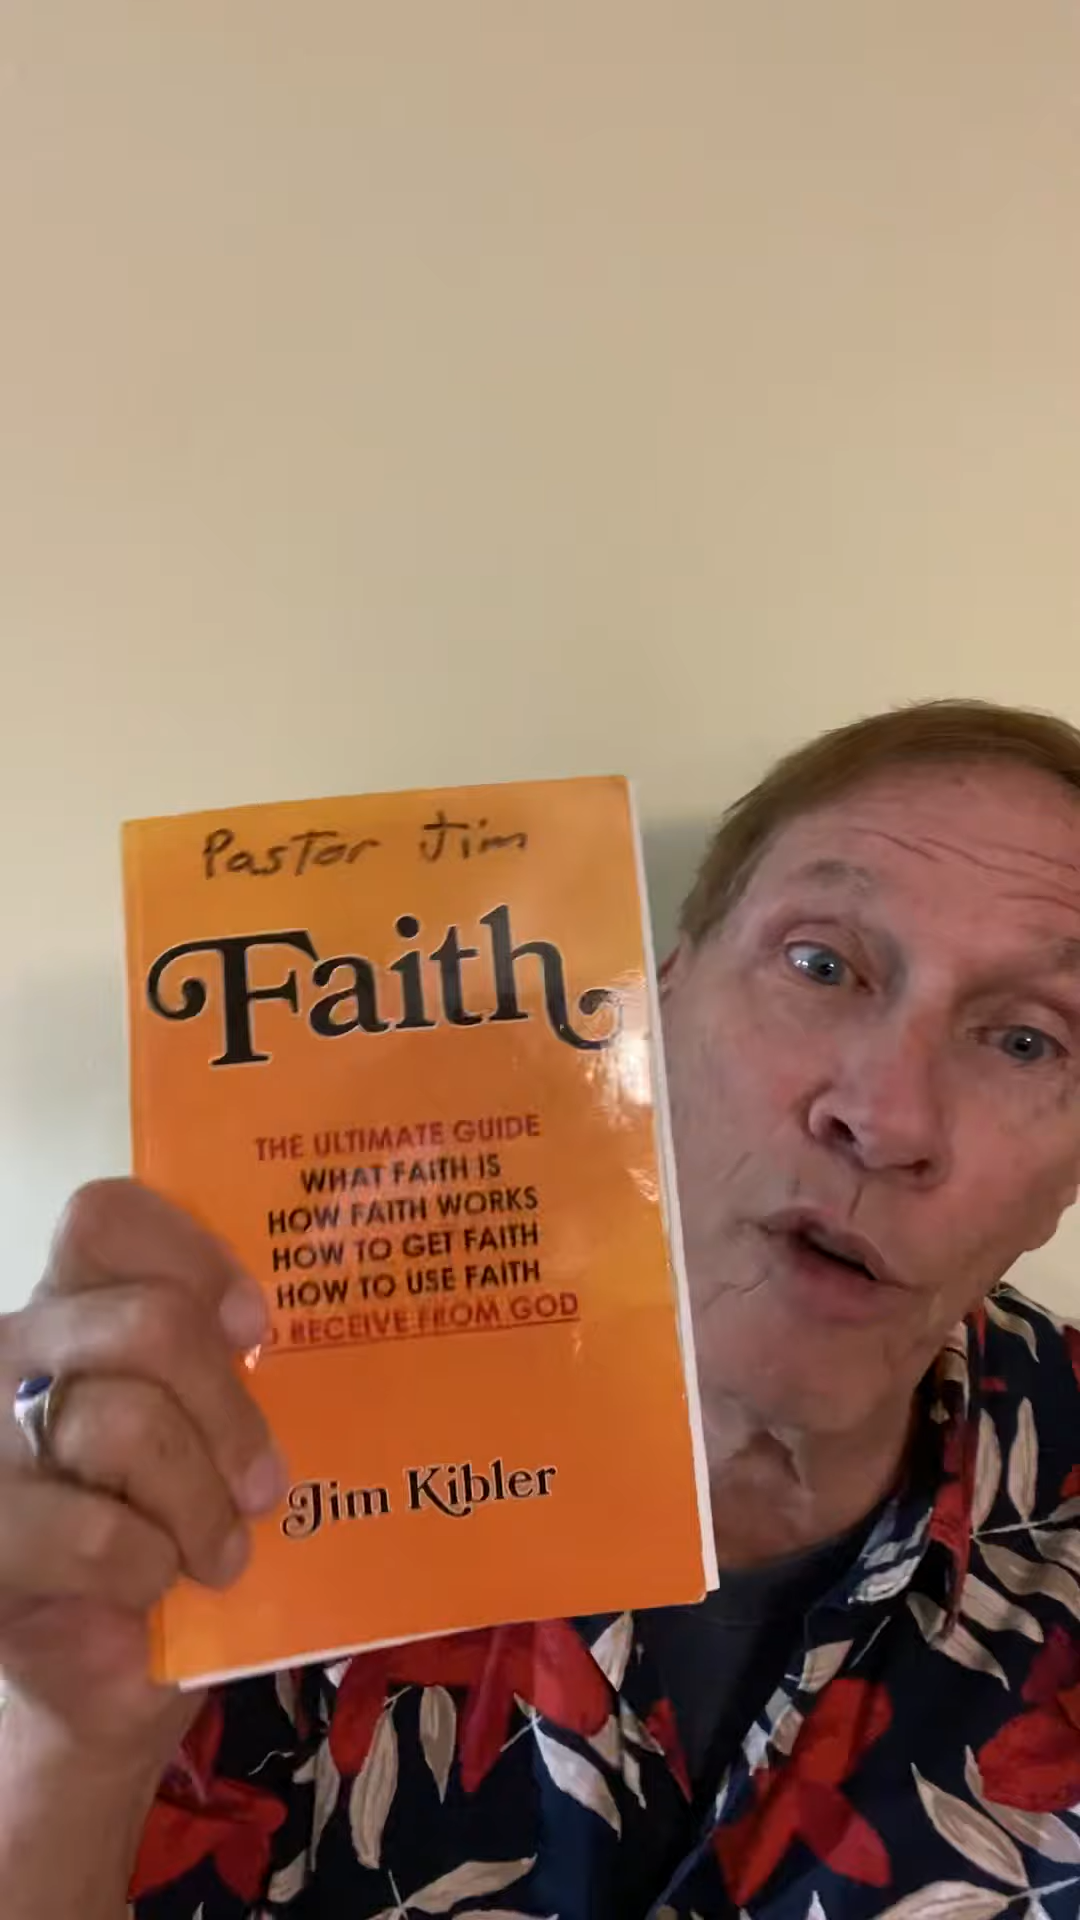 Pastor Jim
Faith
THE ULTIMATE GUIDE
WHAT FAITH IS
HOW FAITH WORKS
HOW TO GET FAITH
HOW TO USE FAITH
RECEIVE FROM GOD
Jim Kibler